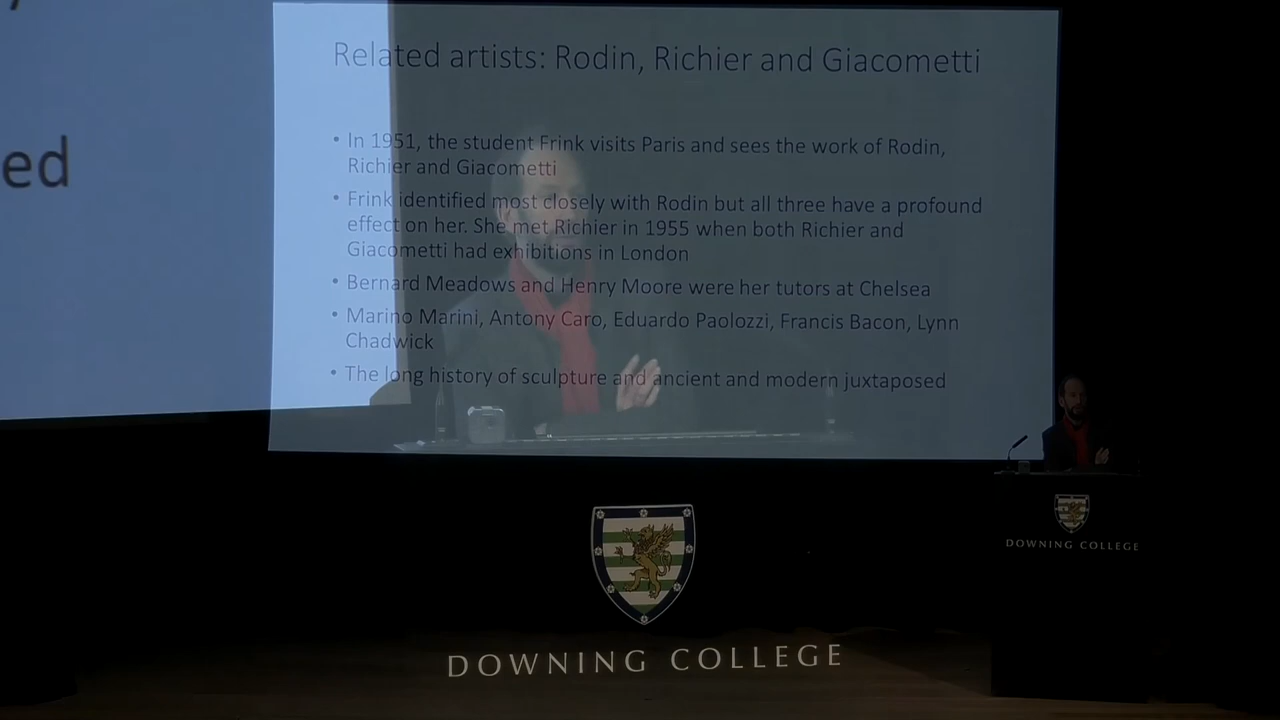 ed
Related artists: Rodin, Richier and Giacometti
• In 1951, the student Frink visits Paris and sees the work of Rodin,
Richier and Giacometti
• Frink identified most closely with Rodin but all three have a profound
effect on her. She met Richier in 1955 when both Richier and
Giacometti had exhibitions in London
• Bernard Meadows and Henry Moore were her tutors at Chelsea
• Marino Marini, Antony Caro, Eduardo Paolozzi, Francis Bacon, Lynn
Chadwick
• The long history of sculpture and ancient and modern juxtaposed
DOWNING COLLEGE
DOWNING COLLEGE